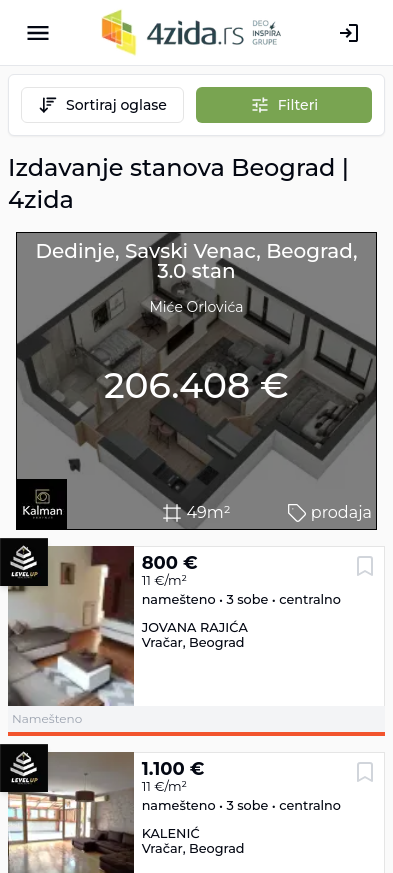 4zida.rs
DEO
INSPIRA
GRUPE
Sortiraj oglase
Filteri
Izdavanje stanova Beograd |
4zida
Dedinje, Savski Venac, Beograd,
3.0 stan
Miće Orlovića
206.408 €
Kalman
49m²
prodaja
LEVEL UP
800 €
11 €/m²
namešteno • 3 sobe • centralno
JOVANA RAJIĆA
Vračar, Beograd
Namešteno
LEVEL UP
1.100 €
11 €/m²
namešteno • 3 sobe • centralno
KALENIĆ
Vračar, Beograd